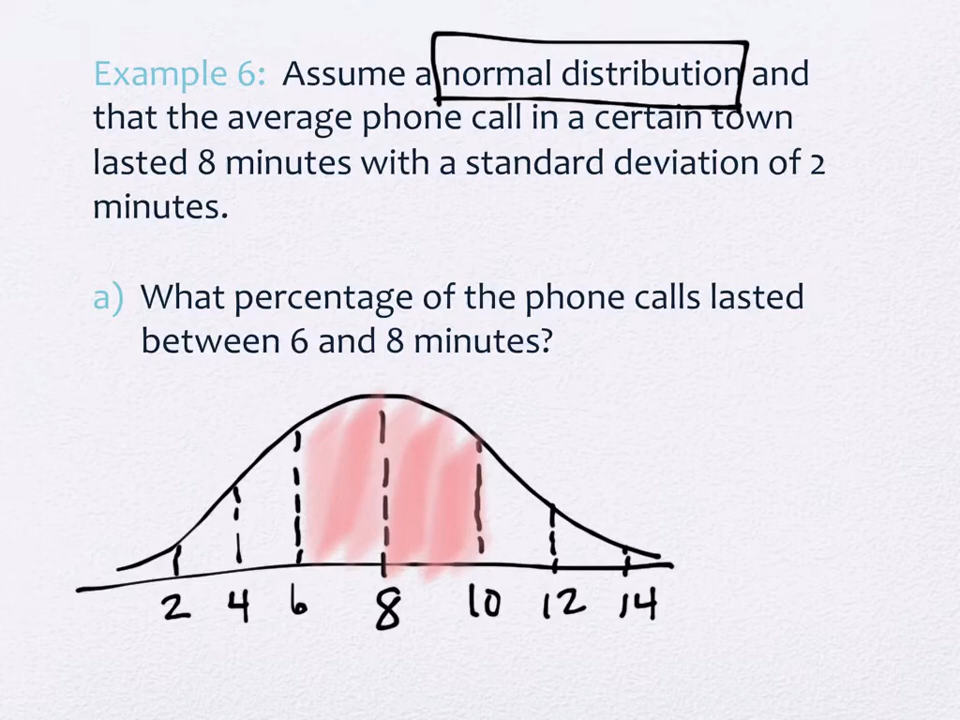 Example 6: Assume a normal distribution and
that the average phone call in a certain town
lasted 8 minutes with a standard deviation of 2
minutes.
a) What percentage of the phone calls lasted
between 6 and 8 minutes?
2 4 6 8 10 12 14